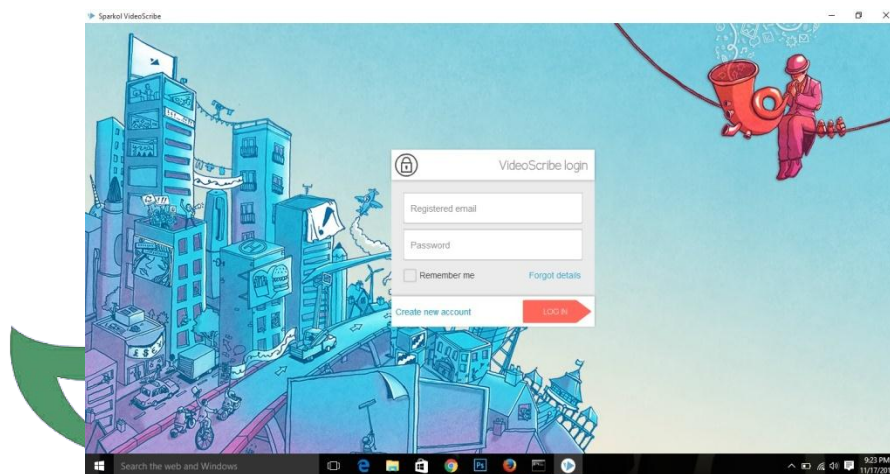 Sparkol VideoScribe
VideoScribe login
Registered email
Password
Remember me
Forgot details
Create new account
LOG IN
Search the web and Windows
Ps
9:23 PM